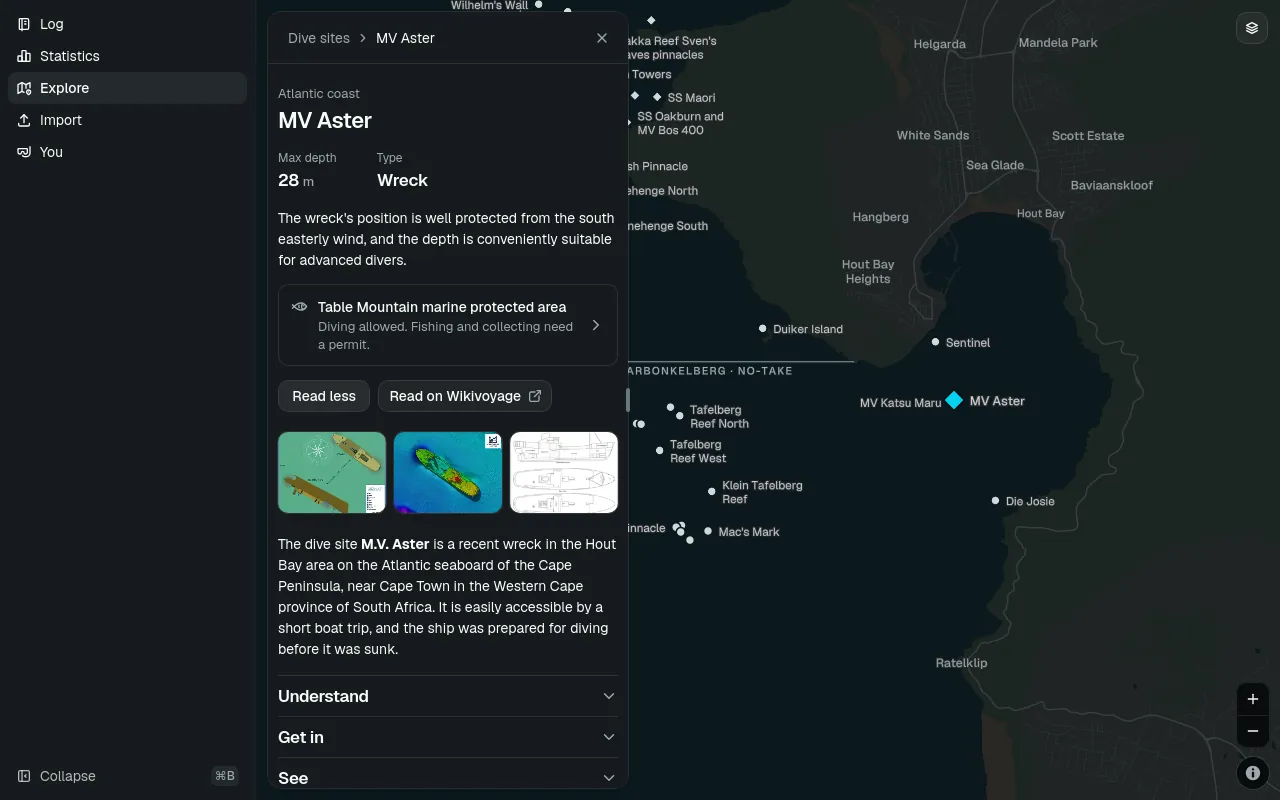 Log
Statistics
Explore
Import
You
Collapse
⌘B
Dive sites
MV Aster
Atlantic coast
MV Aster
Max depth
Type
28 m
Wreck
The wreck's position is well protected from the south
easterly wind, and the depth is conveniently suitable
for advanced divers.
Table Mountain marine protected area
Diving allowed. Fishing and collecting need
a permit.
Read less
Read on Wikivoyage
The dive site M.V. Aster is a recent wreck in the Hout
Bay area on the Atlantic seaboard of the Cape
Peninsula, near Cape Town in the Western Cape
province of South Africa. It is easily accessible by a
short boat trip, and the ship was prepared for diving
before it was sunk.
Understand
Get in
See
Wilhelm's Wall
akka Reef Sven's
aves pinnacles
Towers
SS Maori
SS Oakburn and
MV Bos 400
sh Pinnacle
ehenge North
nehenge South
Helgarda
Mandela Park
White Sands
Scott Estate
Sea Glade
Baviaanskloof
Hangberg
Hout Bay
Hout Bay
Heights
Duiker Island
Sentinel
ARBONKELBERG · NO-TAKE
MV Katsu Maru
MV Aster
Tafelberg
Reef North
Tafelberg
Reef West
Klein Tafelberg
Reef
Die Josie
innacle
Mac's Mark
Ratelklip